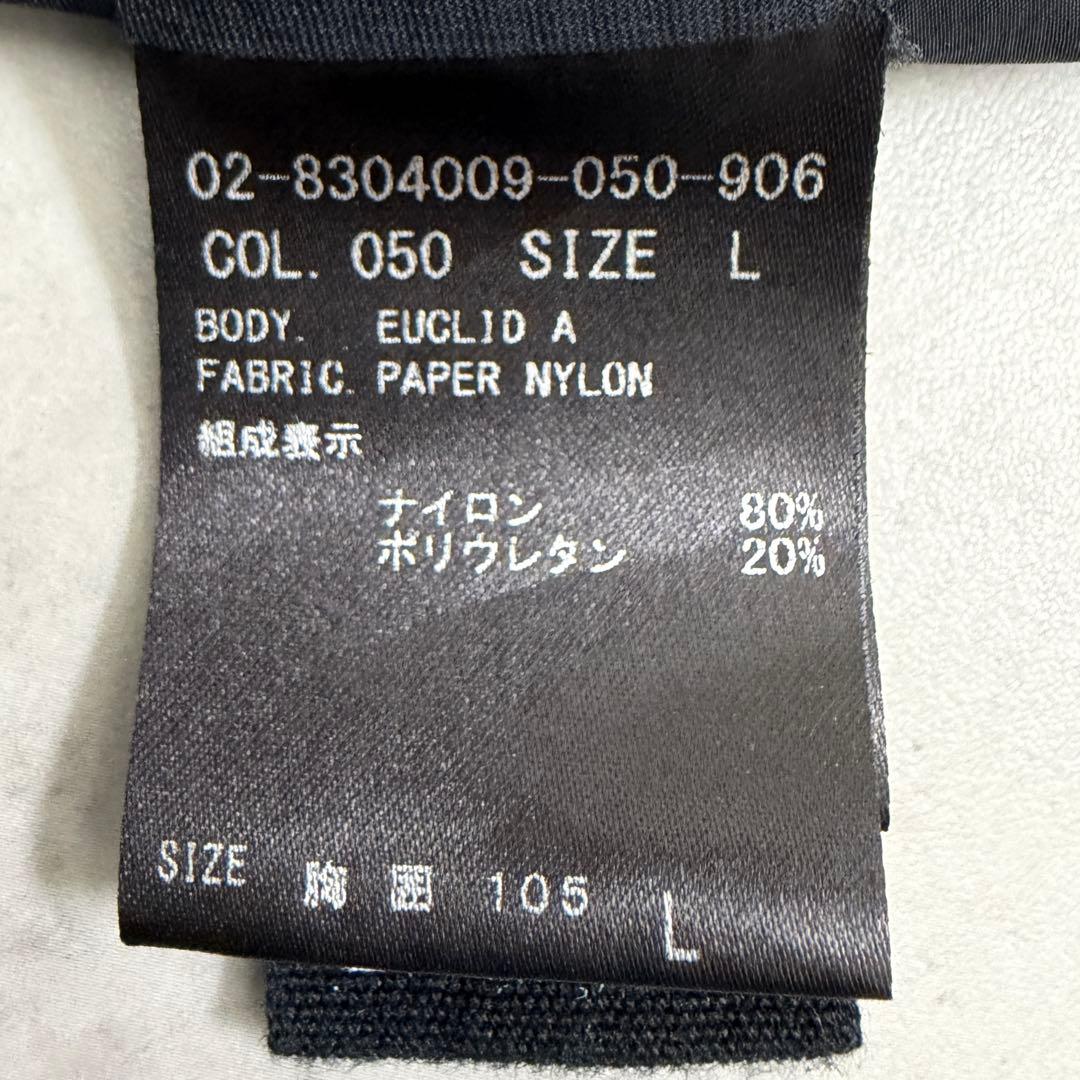 02-8304009-050-906
COL. 050 SIZE L
BODY. EUCLID A
FABRIC. PAPER NYLON
組成表示
ナイロン 80%
ポリウレタン 20%
SIZE 胸囲 105 L